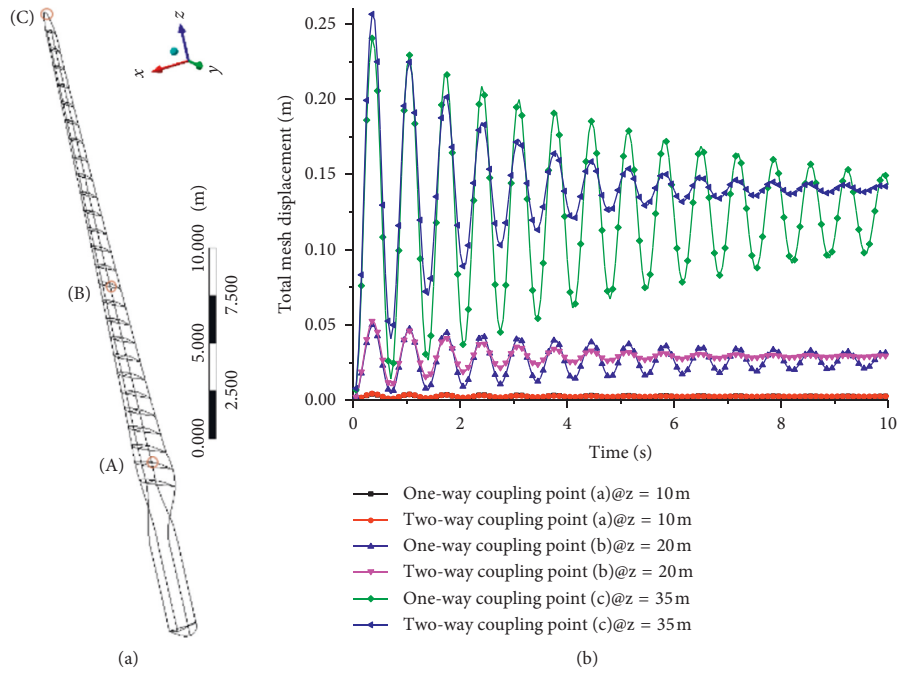 (C)
z
x
y
(B)
(A)
0.000
2.500
5.000
7.500
10.000 (m)
(a)
Total mesh displacement (m)
0.25
0.20
0.15
0.10
0.05
0.00
0 2 4 6 8 10
Time (s)
One-way coupling point (a)@z = 10 m
Two-way coupling point (a)@z = 10 m
One-way coupling point (b)@z = 20 m
Two-way coupling point (b)@z = 20 m
One-way coupling point (c)@z = 35 m
Two-way coupling point (c)@z = 35 m
(b)